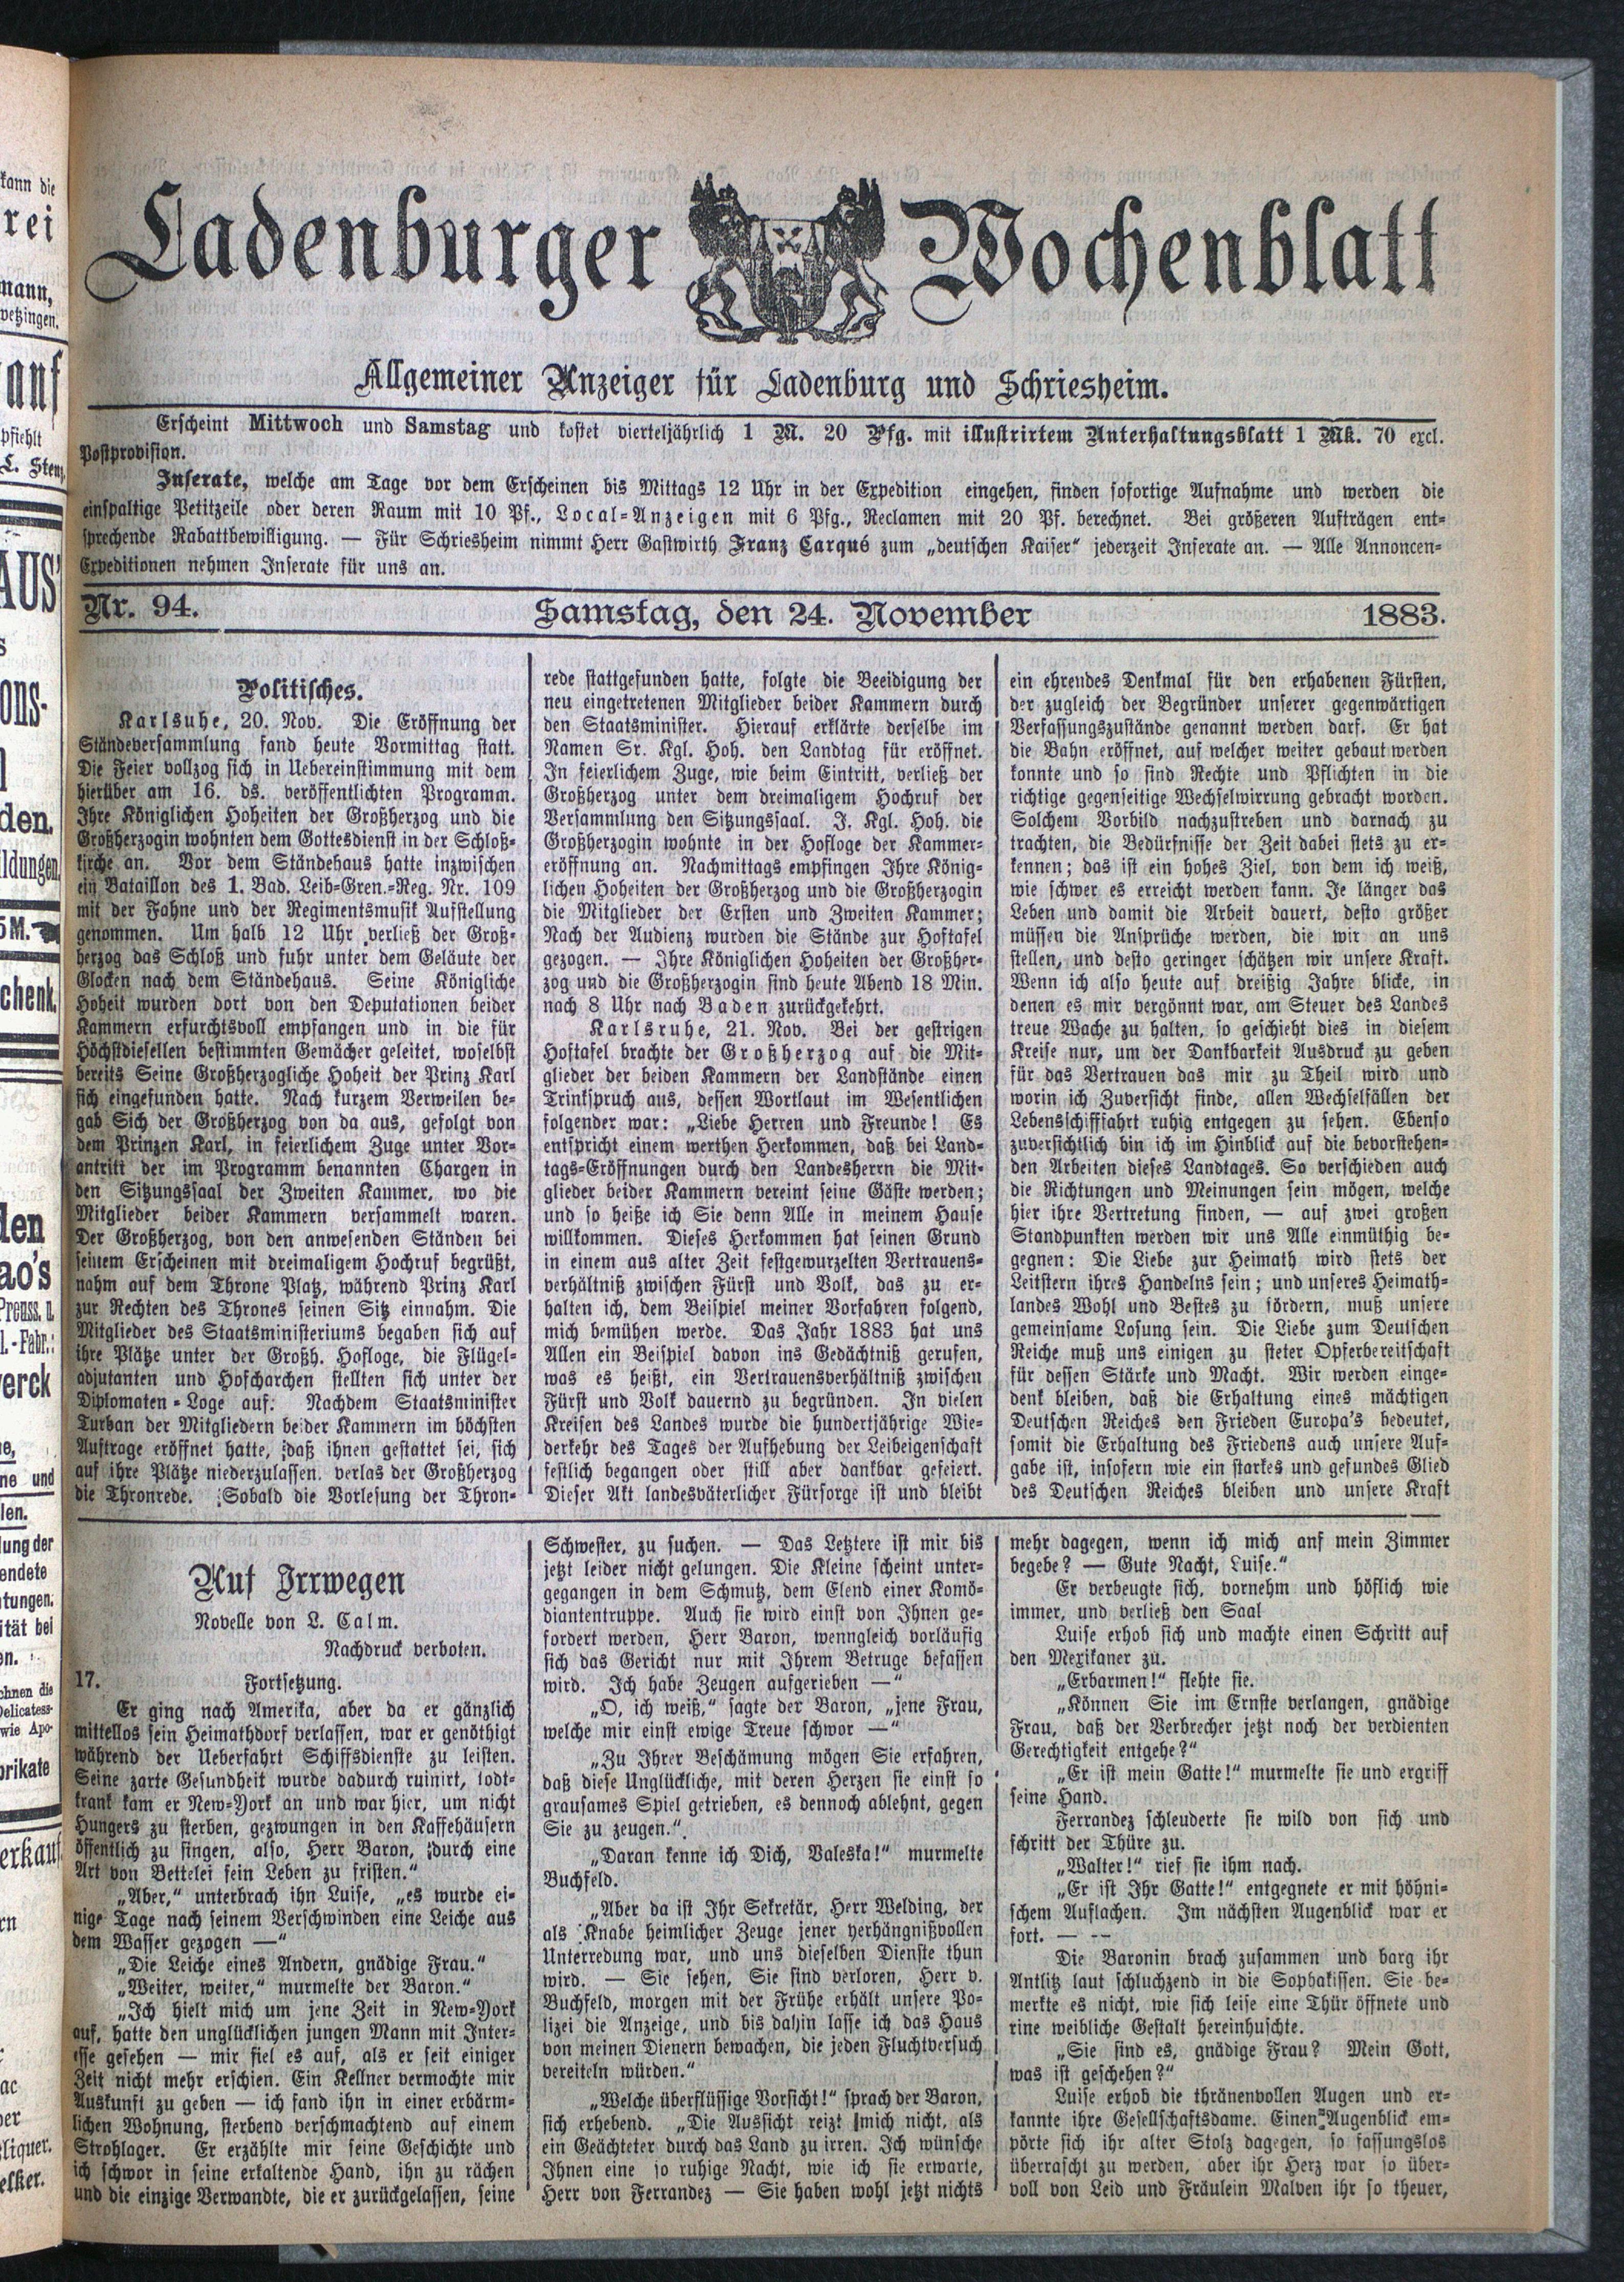 Ladenburger Wochenblatt
Allgemeiner Anzeiger für Ladenburg und Schriesheim.
Erscheint Mittwoch und Samstag und kostet vierteljährlich 1 M. 20 Pfg. mit illustrirtem Unterhaltungsblatt 1 Mk. 70 excl.
Postprovision.
Inserate, welche am Tage vor dem Erscheinen bis Mittags 12 Uhr in der Expedition eingehen, finden sofortige Aufnahme und werden die
einspaltige Petitzeile oder deren Raum mit 10 Pf., Local-Anzeigen mit 6 Pfg., Reclamen mit 20 Pf. berechnet. Bei größeren Aufträgen ent-
sprechende Rabattbewilligung. — Für Schriesheim nimmt Herr Gastwirth Franz Carqué zum „deutschen Kaiser" jederzeit Inserate an. — Alle Annoncen-
Expeditionen nehmen Inserate für uns an.
Nr. 94. Samstag, den 24. November 1883.
Politisches.
Karlsuhe, 20. Nov. Die Eröffnung der
Ständeversammlung fand heute Vormittag statt.
Die Feier vollzog sich in Uebereinstimmung mit dem
hierüber am 16. ds. veröffentlichten Programm.
Ihre Königlichen Hoheiten der Großherzog und die
Großherzogin wohnten dem Gottesdienst in der Schloß-
kirche an. Vor dem Ständehaus hatte inzwischen
ein Bataillon des 1. Bad. Leib-Gren.-Reg. Nr. 109
mit der Fahne und der Regimentsmusik Aufstellung
genommen. Um halb 12 Uhr verließ der Groß-
herzog das Schloß und fuhr unter dem Geläute der
Glocken nach dem Ständehaus. Seine Königliche
Hoheit wurden dort von den Deputationen beider
Kammern erfurchtsvoll empfangen und in die für
Höchstdiesellen bestimmten Gemächer geleitet, woselbst
bereits Seine Großherzogliche Hoheit der Prinz Karl
sich eingefunden hatte. Nach kurzem Verweilen be-
gab Sich der Großherzog von da aus, gefolgt von
dem Prinzen Karl, in feierlichem Zuge unter Vor-
antritt der im Programm benannten Chargen in
den Sitzungssaal der Zweiten Kammer, wo die
Mitglieder beider Kammern versammelt waren.
Der Großherzog, von den anwesenden Ständen bei
seinem Erscheinen mit dreimaligem Hochruf begrüßt,
nahm auf dem Throne Platz, während Prinz Karl
zur Rechten des Thrones seinen Sitz einnahm. Die
Mitglieder des Staatsministeriums begaben sich auf
ihre Plätze unter der Großh. Hofloge, die Flügel-
adjutanten und Hofcharchen stellten sich unter der
Diplomaten-Loge auf. Nachdem Staatsminister
Turban der Mitgliedern beider Kammern im höchsten
Auftrage eröffnet hatte, daß ihnen gestattet sei, sich
auf ihre Plätze niederzulassen. verlas der Großherzog
die Thronrede. Sobald die Vorlesung der Thron-
rede stattgefunden hatte, folgte die Beeidigung der
neu eingetretenen Mitglieder beider Kammern durch
den Staatsminister. Hierauf erklärte derselbe im
Namen Sr. Kgl. Hoh. den Landtag für eröffnet.
In feierlichem Zuge, wie beim Eintritt, verließ der
Großherzog unter dem dreimaligem Hochruf der
Versammlung den Sitzungssaal. I. Kgl. Hoh. die
Großherzogin wohnte in der Hofloge der Kammer-
eröffnung an. Nachmittags empfingen Ihre König-
lichen Hoheiten der Großherzog und die Großherzogin
die Mitglieder der Ersten und Zweiten Kammer;
Nach der Audienz wurden die Stände zur Hoftafel
gezogen. — Ihre Königlichen Hoheiten der Großher-
zog und die Großherzogin sind heute Abend 18 Min.
nach 8 Uhr nach Baden zurückgekehrt.
Karlsruhe, 21. Nov. Bei der gestrigen
Hoftafel brachte der Großherzog auf die Mit-
glieder der beiden Kammern der Landstände einen
Trinkspruch aus, dessen Wortlaut im Wesentlichen
folgender war: „Liebe Herren und Freunde! Es
entspricht einem werthen Herkommen, daß bei Land-
tags-Eröffnungen durch den Landesherrn die Mit-
glieder beider Kammern vereint seine Gäste werden;
und so heiße ich Sie denn Alle in meinem Hause
willkommen. Dieses Herkommen hat seinen Grund
in einem aus alter Zeit festgewurzelten Vertrauens-
verhältniß zwischen Fürst und Volk, das zu er-
halten ich, dem Beispiel meiner Vorfahren folgend,
mich bemühen werde. Das Jahr 1883 hat uns
Allen ein Beispiel davon ins Gedächtniß gerufen,
was es heißt, ein Vertrauensverhältniß zwischen
Fürst und Volk dauernd zu begründen. In vielen
Kreisen des Landes wurde die hundertjährige Wie-
derkehr des Tages der Aufhebung der Leibeigenschaft
festlich begangen oder still aber dankbar gefeiert.
Dieser Akt landesväterlicher Fürsorge ist und bleibt
ein ehrendes Denkmal für den erhabenen Fürsten,
der zugleich der Begründer unserer gegenwärtigen
Verfassungszustände genannt werden darf. Er hat
die Bahn eröffnet, auf welcher weiter gebaut werden
konnte und so sind Rechte und Pflichten in die
richtige gegenseitige Wechselwirrung gebracht worden.
Solchem Vorbild nachzustreben und darnach zu
trachten, die Bedürfnisse der Zeit dabei stets zu er-
kennen; das ist ein hohes Ziel, von dem ich weiß,
wie schwer es erreicht werden kann. Je länger das
Leben und damit die Arbeit dauert, desto größer
müssen die Ansprüche werden, die wir an uns
stellen, und desto geringer schätzen wir unsere Kraft.
Wenn ich also heute auf dreißig Jahre blicke, in
denen es mir vergönnt war, am Steuer des Landes
treue Wache zu halten, so geschieht dies in diesem
Kreise nur, um der Dankbarkeit Ausdruck zu geben
für das Vertrauen das mir zu Theil wird und
worin ich Zuversicht finde, allen Wechselfällen der
Lebensschifffahrt ruhig entgegen zu sehen. Ebenso
zuversichtlich bin ich im Hinblick auf die bevorstehen-
den Arbeiten dieses Landtages. So verschieden auch
die Richtungen und Meinungen sein mögen, welche
hier ihre Vertretung finden, — auf zwei großen
Standpunkten werden wir uns Alle einmüthig be-
gegnen: Die Liebe zur Heimath wird stets der
Leitstern ihres Handelns sein; und unseres Heimath-
landes Wohl und Bestes zu fördern, muß unsere
gemeinsame Losung sein. Die Liebe zum Deutschen
Reiche muß uns einigen zu steter Opferbereitschaft
für dessen Stärke und Macht. Wir werden einge-
denk bleiben, daß die Erhaltung eines mächtigen
Deutschen Reiches den Frieden Europa's bedeutet,
somit die Erhaltung des Friedens auch unsere Auf-
gabe ist, insofern wie ein starkes und gesundes Glied
des Deutschen Reiches bleiben und unsere Kraft
Auf Irrwegen
Novelle von L. Calm.
Nachdruck verboten.
17. Fortsetzung.
Er ging nach Amerika, aber da er gänzlich
mittellos sein Heimathdorf verlassen, war er genöthigt
während der Ueberfahrt Schiffsdienste zu leisten.
Seine zarte Gesundheit wurde dadurch ruinirt, todt-
krank kam er New-York an und war hier, um nicht
Hungers zu sterben, gezwungen in den Kaffehäusern
öffentlich zu singen, also, Herr Baron, durch eine
Art von Bettelei sein Leben zu fristen."
„Aber," unterbrach ihn Luise, „es wurde ei-
nige Tage nach seinem Verschwinden eine Leiche aus
dem Wasser gezogen —"
„Die Leiche eines Andern, gnädige Frau."
„Weiter, weiter," murmelte der Baron."
„Ich hielt mich um jene Zeit in New-York
auf, hatte den unglücklichen jungen Mann mit Inter-
esse gesehen — mir fiel es auf, als er seit einiger
Zeit nicht mehr erschien. Ein Kellner vermochte mir
Auskunft zu geben — ich fand ihn in einer erbärm-
lichen Wohnung, sterbend verschmachtend auf einem
Strohlager. Er erzählte mir seine Geschichte und
ich schwor in seine erkaltende Hand, ihn zu rächen
und die einzige Verwandte, die er zurückgelassen, seine
Schwester, zu suchen. — Das Letztere ist mir bis
jetzt leider nicht gelungen. Die Kleine scheint unter-
gegangen in dem Schmutz, dem Elend einer Komö-
diantentruppe. Auch sie wird einst von Ihnen ge-
fordert werden, Herr Baron, wenngleich vorläufig
sich das Gericht nur mit Ihrem Betruge befassen
wird. Ich habe Zeugen aufgerieben —"
„O, ich weiß," sagte der Baron, „jene Frau,
welche mir einst ewige Treue schwor —"
„Zu Ihrer Beschämung mögen Sie erfahren,
daß diese Unglückliche, mit deren Herzen sie einst so
grausames Spiel getrieben, es dennoch ablehnt, gegen
Sie zu zeugen."
„Daran kenne ich Dich, Valeska!" murmelte
Buchfeld.
„Aber da ist Ihr Sekretär, Herr Welding, der
als Knabe heimlicher Zeuge jener verhängnißvollen
Unterredung war, und uns dieselben Dienste thun
wird. — Sie sehen, Sie sind verloren, Herr v.
Buchfeld, morgen mit der Frühe erhält unsere Po-
lizei die Anzeige, und bis dahin lasse ich das Haus
von meinen Dienern bewachen, die jeden Fluchtversuch
vereiteln würden."
„Welche überflüssige Vorsicht!" sprach der Baron,
sich erhebend. „Die Aussicht reizt mich nicht, als
ein Geächteter durch das Land zu irren. Ich wünsche
Ihnen eine so ruhige Nacht, wie ich sie erwarte,
Herr von Ferrandez — Sie haben wohl jetzt nichts
mehr dagegen, wenn ich mich auf mein Zimmer
begebe? — Gute Nacht, Luise."
Er verbeugte sich, vornehm und höflich wie
immer, und verließ den Saal
Luise erhob sich und machte einen Schritt auf
den Mexikaner zu.
„Erbarmen!" flehte sie.
„Können Sie im Ernste verlangen, gnädige
Frau, daß der Verbrecher jetzt noch der verdienten
Gerechtigkeit entgehe?"
„Er ist mein Gatte!" murmelte sie und ergriff
seine Hand.
Ferrandez schleuderte sie wild von sich und
schritt der Thüre zu.
„Walter!" rief sie ihm nach.
„Er ist Ihr Gatte!" entgegnete er mit höhni-
schem Auflachen. Im nächsten Augenblick war er
fort. — --
Die Baronin brach zusammen und barg ihr
Antlitz laut schluchzend in die Sophakissen. Sie be-
merkte es nicht, wie sich leise eine Thür öffnete und
rine weibliche Gestalt hereinhuschte.
„Sie sind es, gnädige Frau? Mein Gott,
was ist geschehen?"
Luise erhob die thränenvollen Augen und er-
kannte ihre Gesellschaftsdame. Einen Augenblick em-
pörte sich ihr alter Stolz dagegen, so fassungslos
überrascht zu werden, aber ihr Herz war so über-
voll von Leid und Fräulein Malven ihr so theuer,